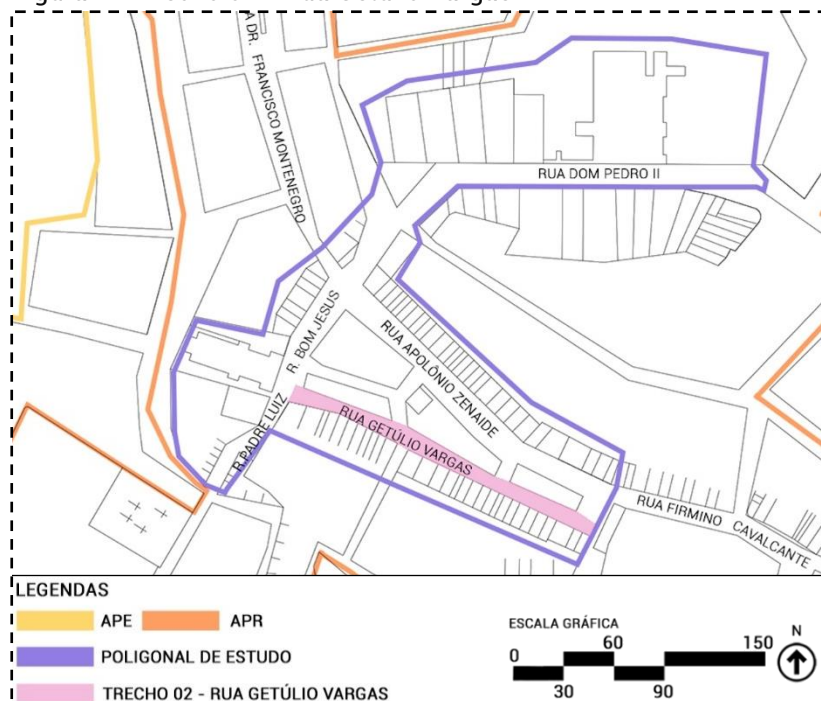 A DR. FRANCISCO MONTENEGRO
RUA DOM PEDRO II
R. BOM JESUS
RUA APOLÔNIO ZENAIDE
R.PADRE LUIZ
RUA GETÚLIO VARGAS
RUA FIRMINO CAVALCANTE
LEGENDAS
APE
APR
POLIGONAL DE ESTUDO
TRECHO 02 - RUA GETÚLIO VARGAS
ESCALA GRÁFICA
0 60 150
30 90
N